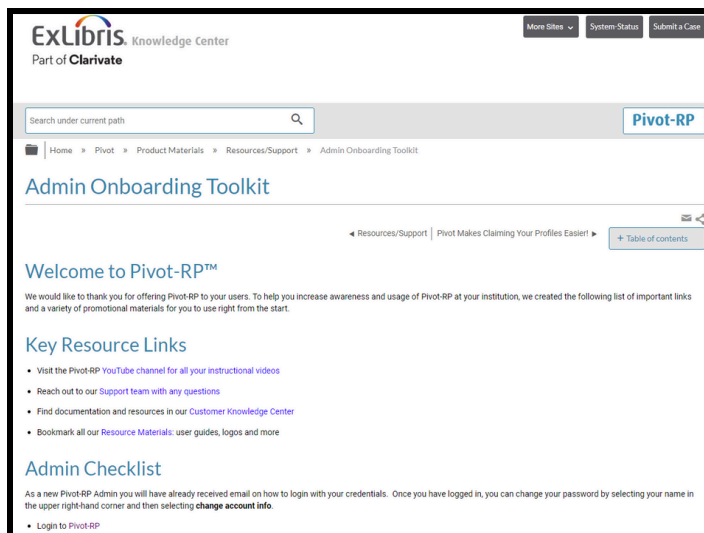 ExLibris Knowledge Center
Part of Clarivate
More Sites
System-Status
Submit a Case
Search under current path
Pivot-RP
Home » Pivot » Product Materials » Resources/Support » Admin Onboarding Toolkit
Admin Onboarding Toolkit
◄ Resources/Support | Pivot Makes Claiming Your Profiles Easier! ►
+ Table of contents
Welcome to Pivot-RP™
We would like to thank you for offering Pivot-RP to your users. To help you increase awareness and usage of Pivot-RP at your institution, we created the following list of important links
and a variety of promotional materials for you to use right from the start.
Key Resource Links
• Visit the Pivot-RP YouTube channel for all your instructional videos
• Reach out to our Support team with any questions
• Find documentation and resources in our Customer Knowledge Center
• Bookmark all our Resource Materials: user guides, logos and more
Admin Checklist
As a new Pivot-RP Admin you will have already received email on how to login with your credentials. Once you have logged in, you can change your password by selecting your name in
the upper right-hand corner and then selecting change account info.
• Login to Pivot-RP